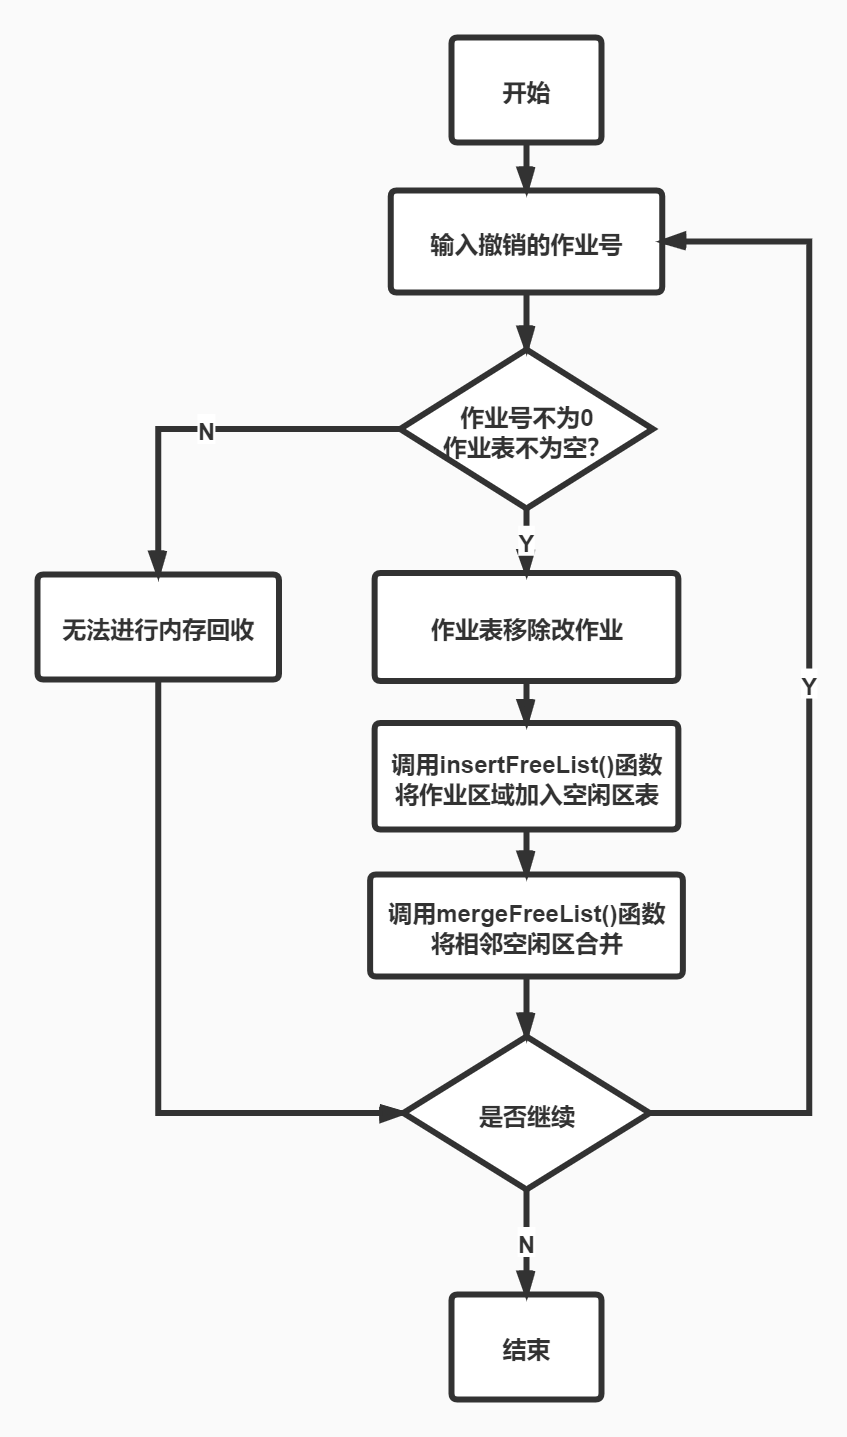 开始
输入撤销的作业号
作业号不为0
作业表不为空?
N
Y
无法进行内存回收
作业表移除改作业
Y
调用insertFreeList()函数
将作业区域加入空闲区表
调用mergeFreeList()函数
将相邻空闲区合并
是否继续
N
结束